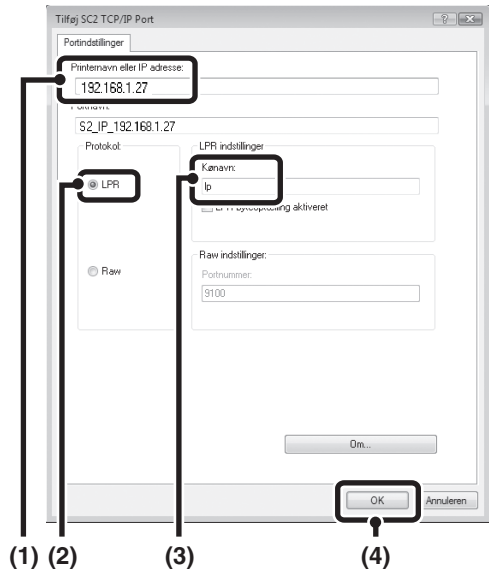 Tilføj SC2 TCP/IP Port
Portindstillinger
Printernavn eller IP adresse:
192.168.1.27
Portnavn:
S2_IP_192.168.1.27
Protokol:
LPR
Raw
LPR indstillinger
Kønavn:
lp
LPR byteoptælling aktiveret
Raw indstillinger:
Portnummer:
9100
Om...
OK
Annuleren
(1) (2) (3) (4)